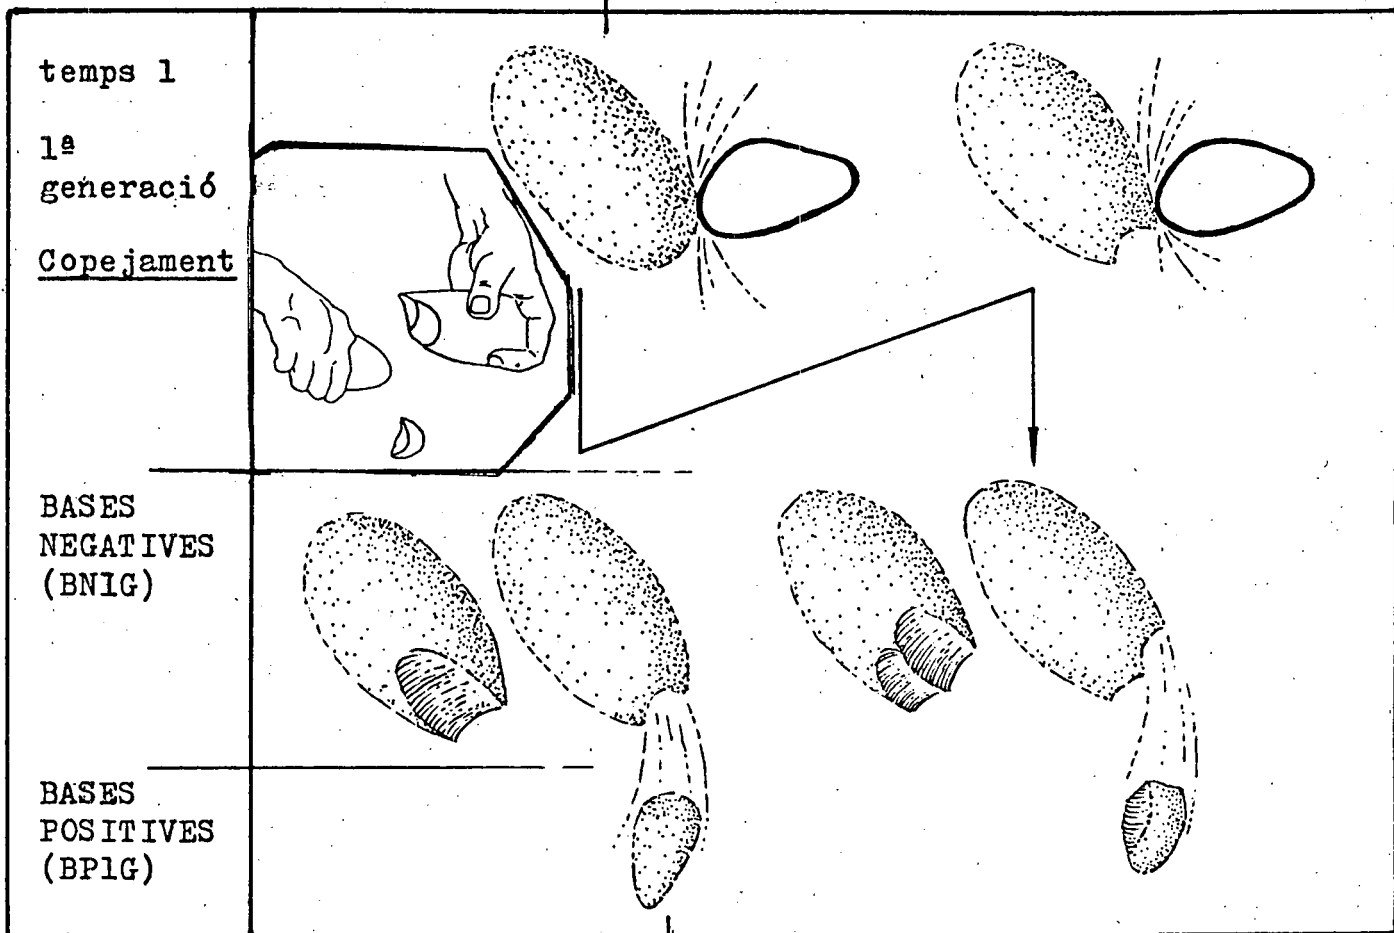 temps 1
1ª
generació
Copejament
BASES
NEGATIVES
(BN1G)
BASES
POSITIVES
(BP1G)